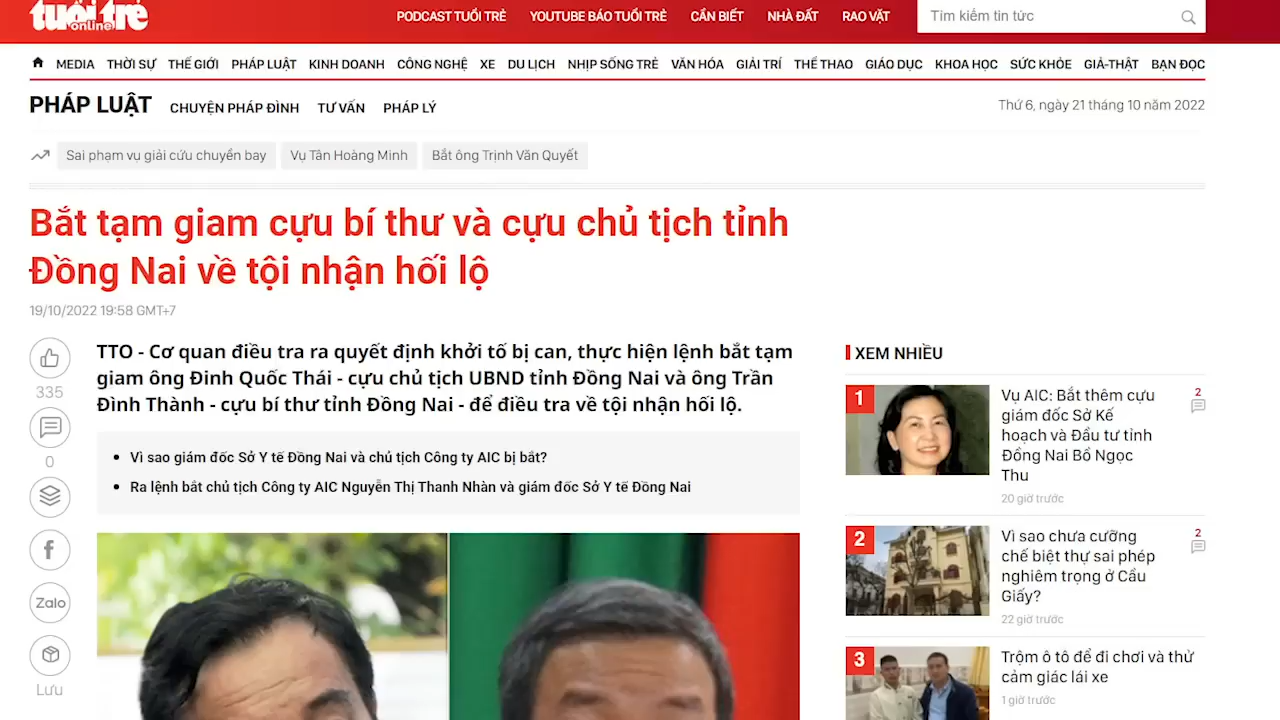 tuổi trẻ
online
PODCAST TUỔI TRẺ YOUTUBE BÁO TUỔI TRẺ CẦN BIẾT NHÀ ĐẤT RAO VẶT
Tìm kiếm tin tức
MEDIA THỜI SỰ THẾ GIỚI PHÁP LUẬT KINH DOANH CÔNG NGHỆ XE DU LỊCH NHỊP SỐNG TRẺ VĂN HÓA GIẢI TRÍ THỂ THAO GIÁO DỤC KHOA HỌC SỨC KHỎE GIẢ-THẬT BẠN ĐỌC
PHÁP LUẬT CHUYỆN PHÁP ĐÌNH TƯ VẤN PHÁP LÝ
Thứ 6, ngày 21 tháng 10 năm 2022
Sai phạm vụ giải cứu chuyến bay Vụ Tân Hoàng Minh Bắt ông Trịnh Văn Quyết
Bắt tạm giam cựu bí thư và cựu chủ tịch tỉnh
Đồng Nai về tội nhận hối lộ
19/10/2022 19:58 GMT+7
335
0
Zalo
Lưu
TTO - Cơ quan điều tra ra quyết định khởi tố bị can, thực hiện lệnh bắt tạm
giam ông Đinh Quốc Thái - cựu chủ tịch UBND tỉnh Đồng Nai và ông Trần
Đình Thành - cựu bí thư tỉnh Đồng Nai - để điều tra về tội nhận hối lộ.
Vì sao giám đốc Sở Y tế Đồng Nai và chủ tịch Công ty AIC bị bắt?
Ra lệnh bắt chủ tịch Công ty AIC Nguyễn Thị Thanh Nhàn và giám đốc Sở Y tế Đồng Nai
XEM NHIỀU
1
Vụ AIC: Bắt thêm cựu
giám đốc Sở Kế
hoạch và Đầu tư tỉnh
Đồng Nai Bồ Ngọc
Thu
2
20 giờ trước
2
Vì sao chưa cưỡng
chế biệt thự sai phép
nghiêm trọng ở Cầu
Giấy?
2
22 giờ trước
3
Trộm ô tô để đi chơi và thử
cảm giác lái xe
1 giờ trước